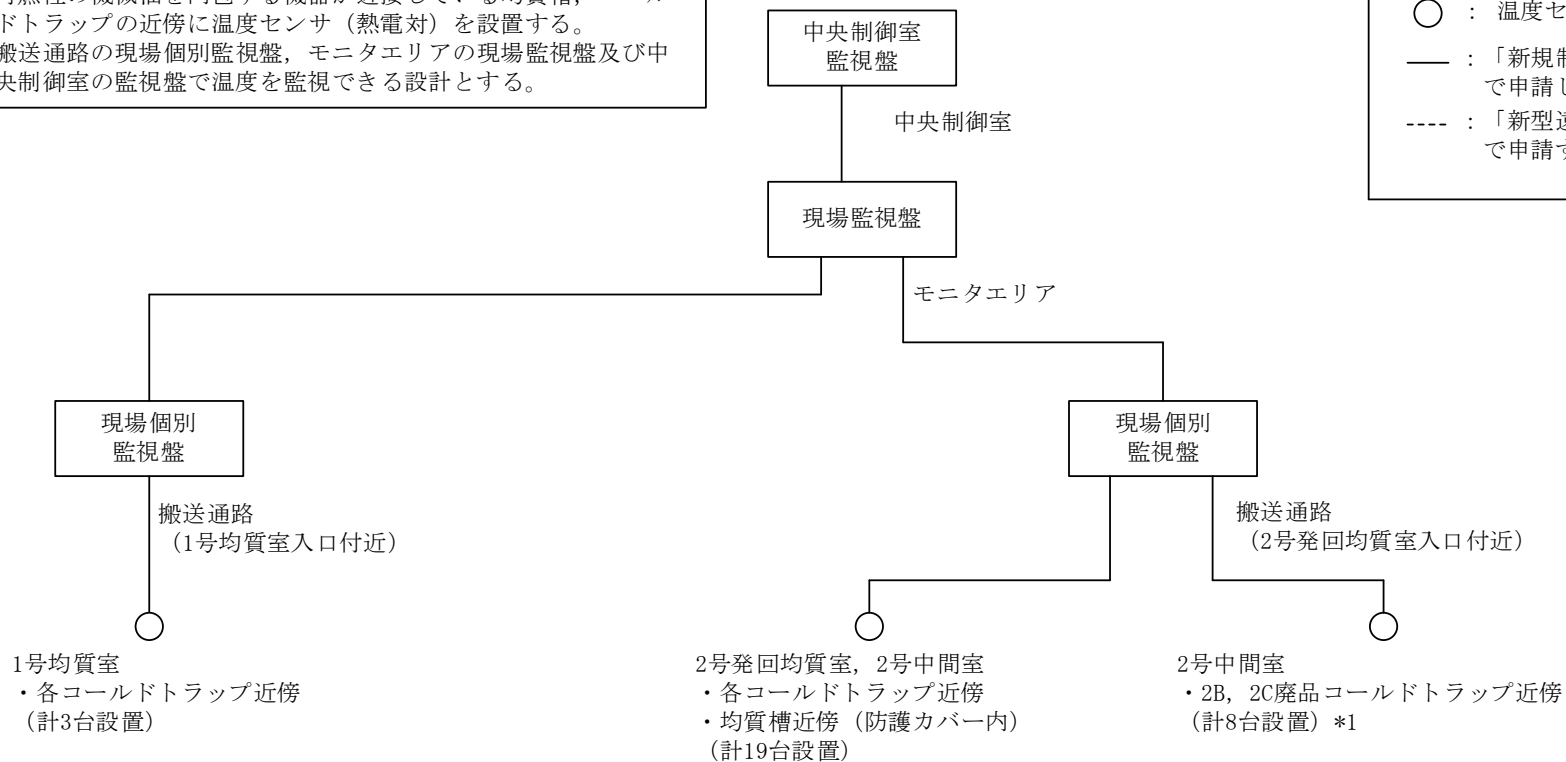 ドトラップの近傍に温度センサ（熱電対）を設置する。
搬送通路の現場個別監視盤，モニタエリアの現場監視盤及び中
央制御室の監視盤で温度を監視できる設計とする。
中央制御室
監視盤
： 温度セ
―― ：「新規制
で申請し
---- ：「新型遠
で申請す
中央制御室
現場監視盤
モニタエリア
現場個別
監視盤
現場個別
監視盤
搬送通路
（1号均質室入口付近）
搬送通路
（2号発回均質室入口付近）
1号均質室
・各コールドトラップ近傍
（計3台設置）
2号発回均質室，2号中間室
・各コールドトラップ近傍
・均質槽近傍（防護カバー内）
（計19台設置）
2号中間室
・2B，2C廃品コールドトラップ近傍
（計8台設置）*1